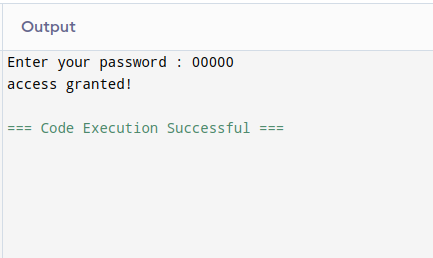 Output
Enter your password : 00000
access granted!
=== Code Execution Successful ===